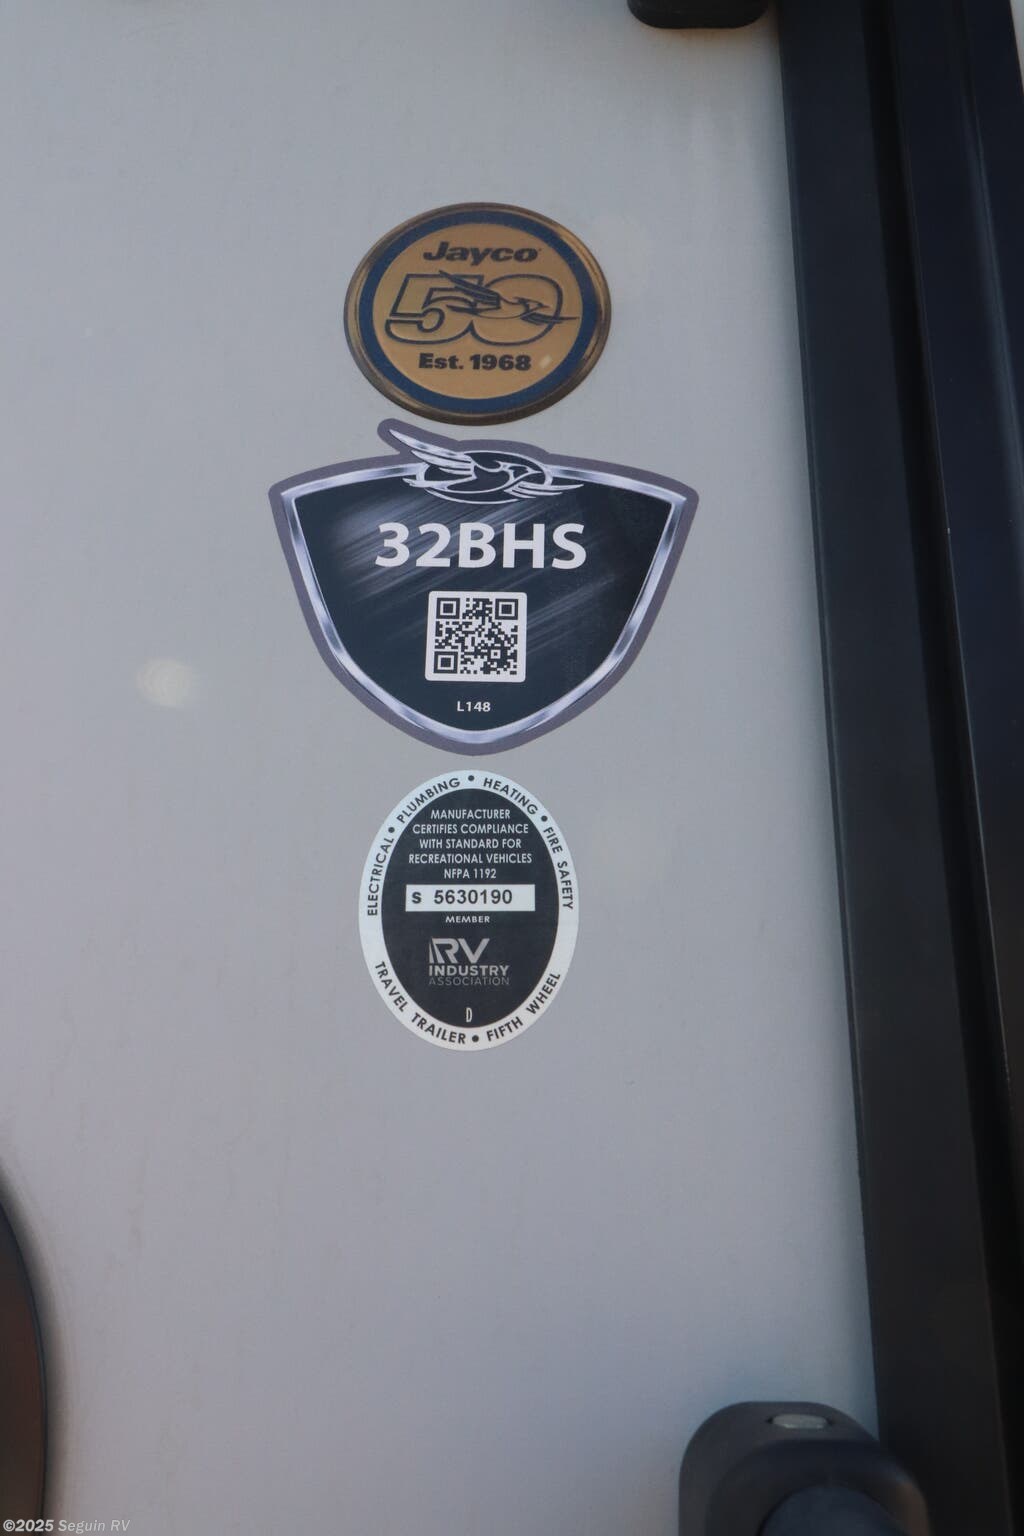 Jayco
50
Est. 1968
32BHS
L148
ELECTRICAL • PLUMBING • HEATING • FIRE SAFETY
MANUFACTURER
CERTIFIES COMPLIANCE
WITH STANDARD FOR
RECREATIONAL VEHICLES
NFPA 1192
S 5630190
MEMBER
RV
INDUSTRY
ASSOCIATION
D
TRAVEL TRAILER • FIFTH WHEEL
©2025 Seguin RV